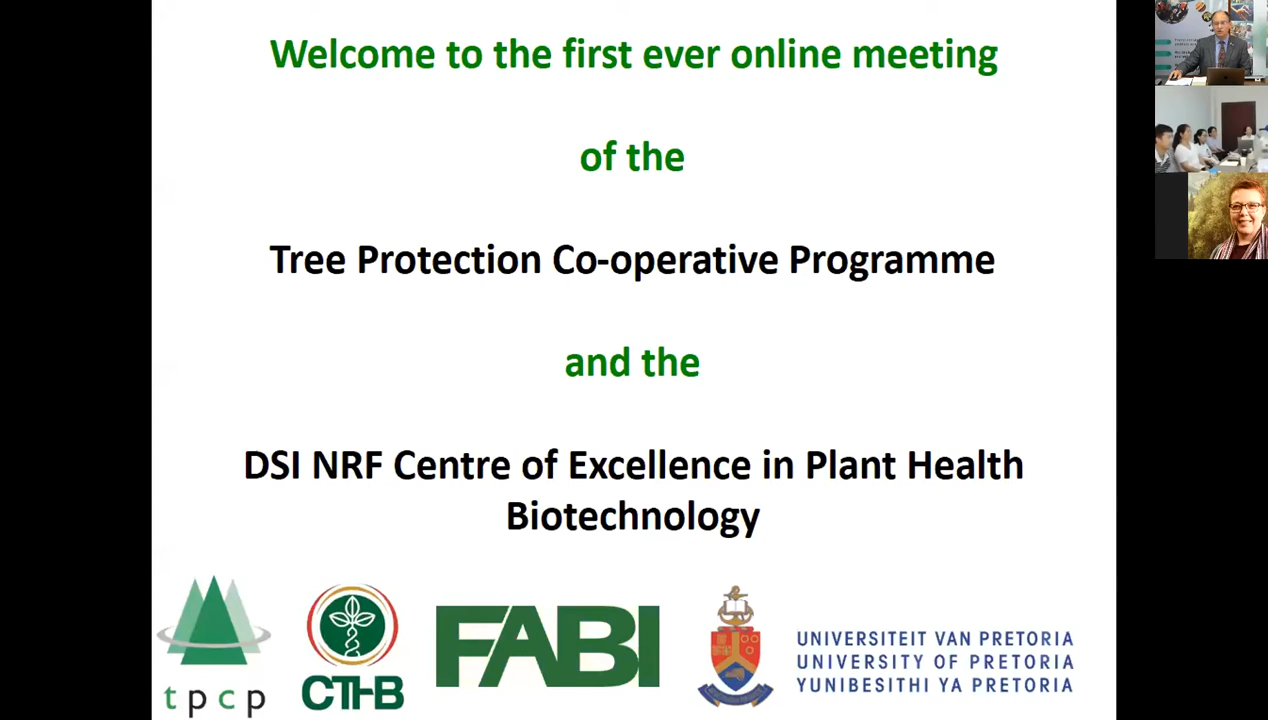 Welcome to the first ever online meeting
of the
Tree Protection Co-operative Programme
and the
DSI NRF Centre of Excellence in Plant Health
Biotechnology
tpcp
CTHB
FABI
UNIVERSITEIT VAN PRETORIA
UNIVERSITY OF PRETORIA
YUNIBESITHI YA PRETORIA